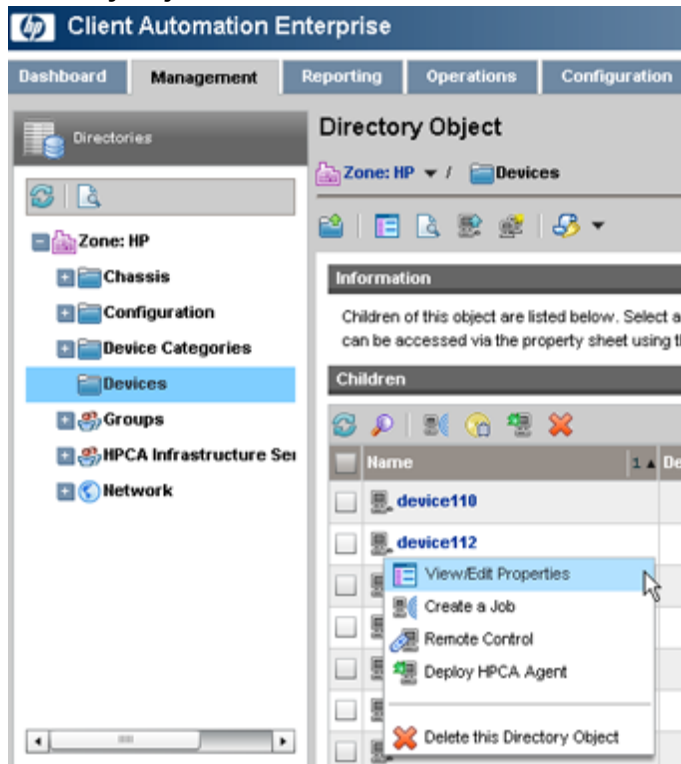 hp Client Automation Enterprise
Dashboard Management Reporting Operations Configuration
Directories
Zone: HP
Chassis
Configuration
Device Categories
Devices
Groups
HPCA Infrastructure Ser
Network
Directory Object
Zone: HP / Devices
Information
Children of this object are listed below. Select a
can be accessed via the property sheet using t
Children
Name 1 De
device110
device112
View/Edit Properties
Create a Job
Remote Control
Deploy HPCA Agent
Delete this Directory Object